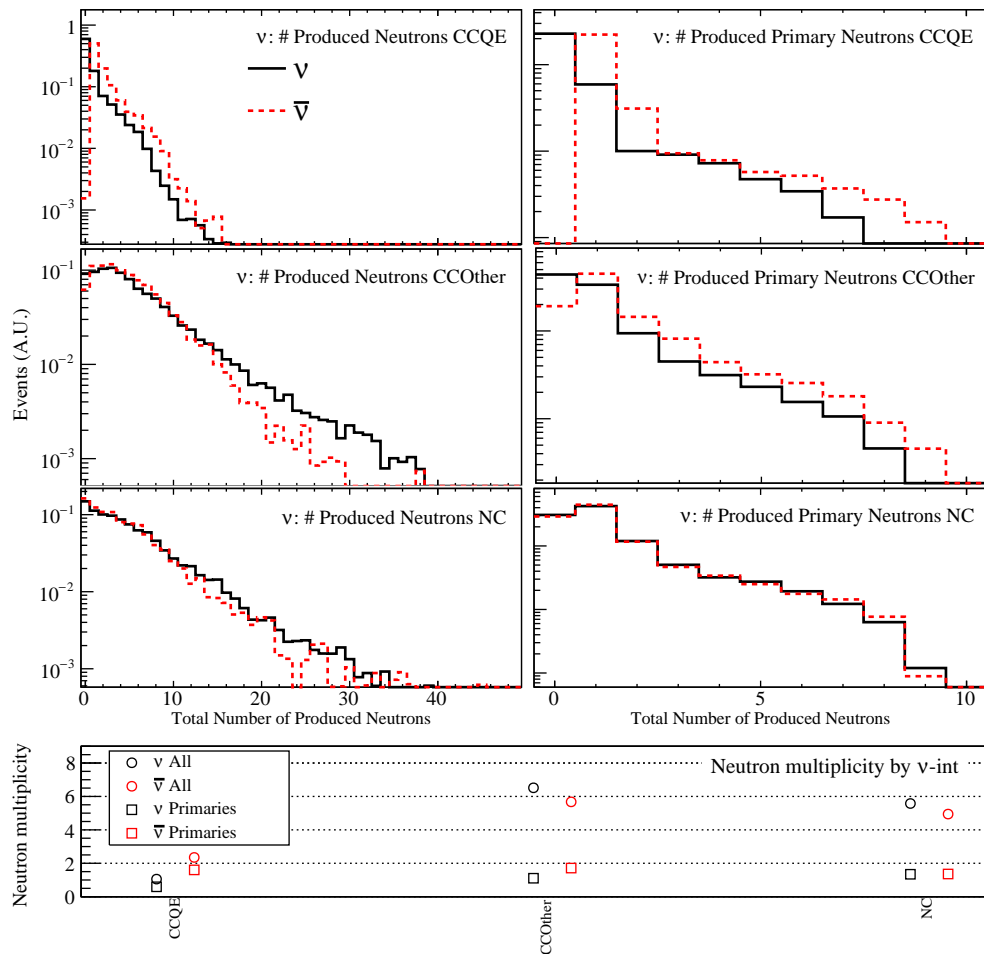 ν: # Produced Neutrons CCQE
ν
ν̅
1
10⁻¹
10⁻²
10⁻³
ν: # Produced Primary Neutrons CCQE
ν: # Produced Neutrons CCOther
10⁻¹
10⁻²
10⁻³
ν: # Produced Primary Neutrons CCOther
Events (A.U.)
ν: # Produced Neutrons NC
10⁻¹
10⁻²
10⁻³
ν: # Produced Primary Neutrons NC
0 10 20 30 40
Total Number of Produced Neutrons
0 5 10
Total Number of Produced Neutrons
Neutron multiplicity
8
6
4
2
0
ν All
ν̅ All
ν Primaries
ν̅ Primaries
Neutron multiplicity by ν-int
CCQE
CCOther
NC